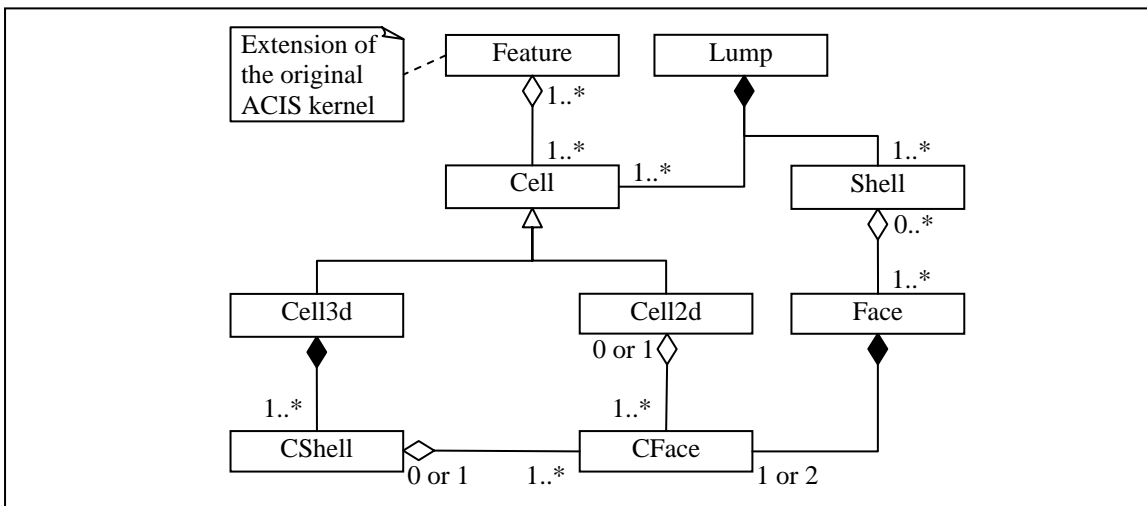 Extension of
the original
ACIS kernel
Feature
Lump
1..*
1..*
1..*
1..*
Cell
Shell
0..*
1..*
Cell3d
Cell2d
Face
0 or 1
1..*
1..*
CShell
CFace
0 or 1
1..*
1 or 2